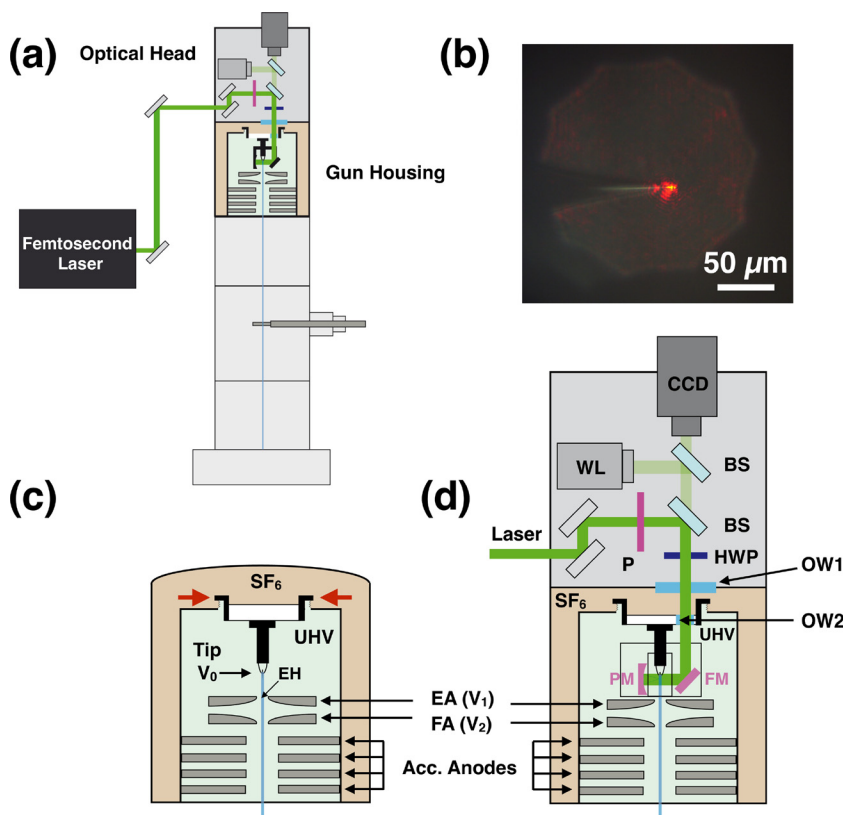 (a)
Optical Head
Gun Housing
Femtosecond
Laser
(b)
50 µm
(c)
SF6
UHV
Tip
V0
EH
EA (V1)
FA (V2)
Acc. Anodes
(d)
CCD
WL
BS
BS
Laser
P
HWP
OW1
SF6
UHV
OW2
PM
FM